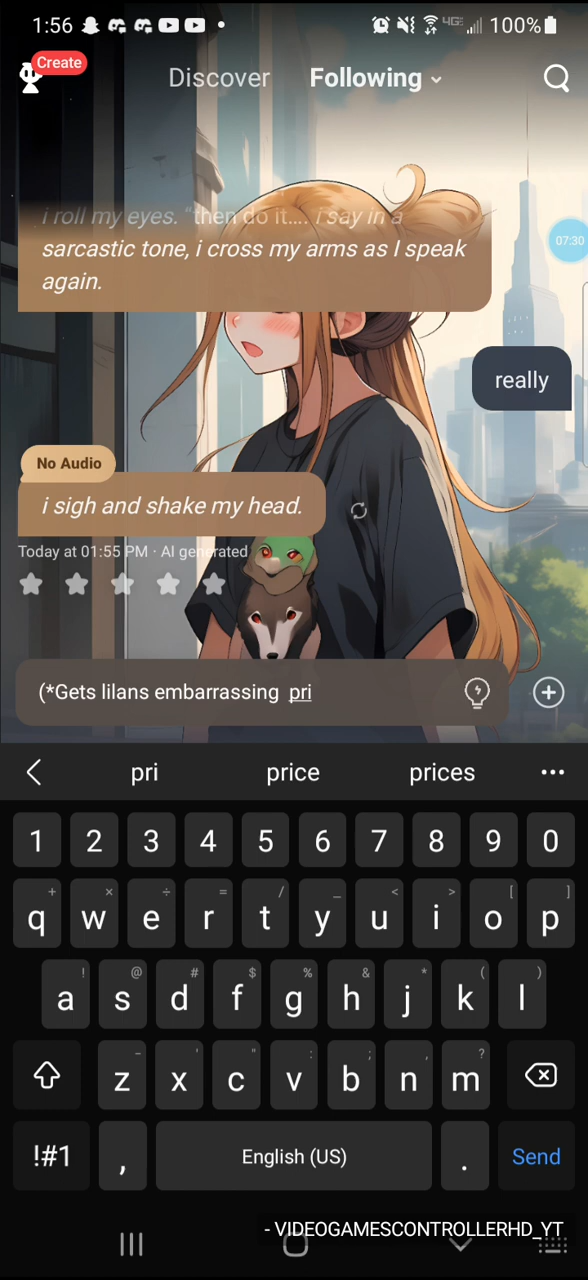 1:56
4G
100%
Create
Discover
Following
i roll my eyes. "then do it.... i say in a
sarcastic tone, i cross my arms as I speak
again.
07:30
really
No Audio
i sigh and shake my head.
Today at 01:55 PM · AI generated
(*Gets lilans embarrassing pri
pri
price
prices
1 2 3 4 5 6 7 8 9 0
+ × ÷ = / _ < > [ ]
q w e r t y u i o p
! @ # $ % & * ( )
a s d f g h j k l
- ' " : ; , ?
z x c v b n m
!#1 , English (US) . Send
- VIDEOGAMESCONTROLLERHD_YT